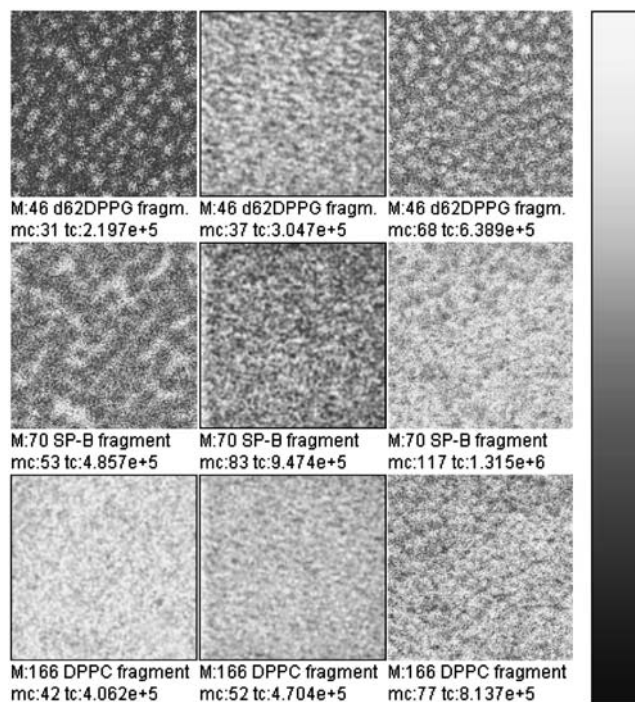 M:46 d62DPPG fragm. M:46 d62DPPG fragm. M:46 d62DPPG fragm.
mc:31 tc:2.197e+5 mc:37 tc:3.047e+5 mc:68 tc:6.389e+5
M:70 SP-B fragment M:70 SP-B fragment M:70 SP-B fragment
mc:53 tc:4.857e+5 mc:83 tc:9.474e+5 mc:117 tc:1.315e+6
M:166 DPPC fragment M:166 DPPC fragment M:166 DPPC fragment
mc:42 tc:4.062e+5 mc:52 tc:4.704e+5 mc:77 tc:8.137e+5